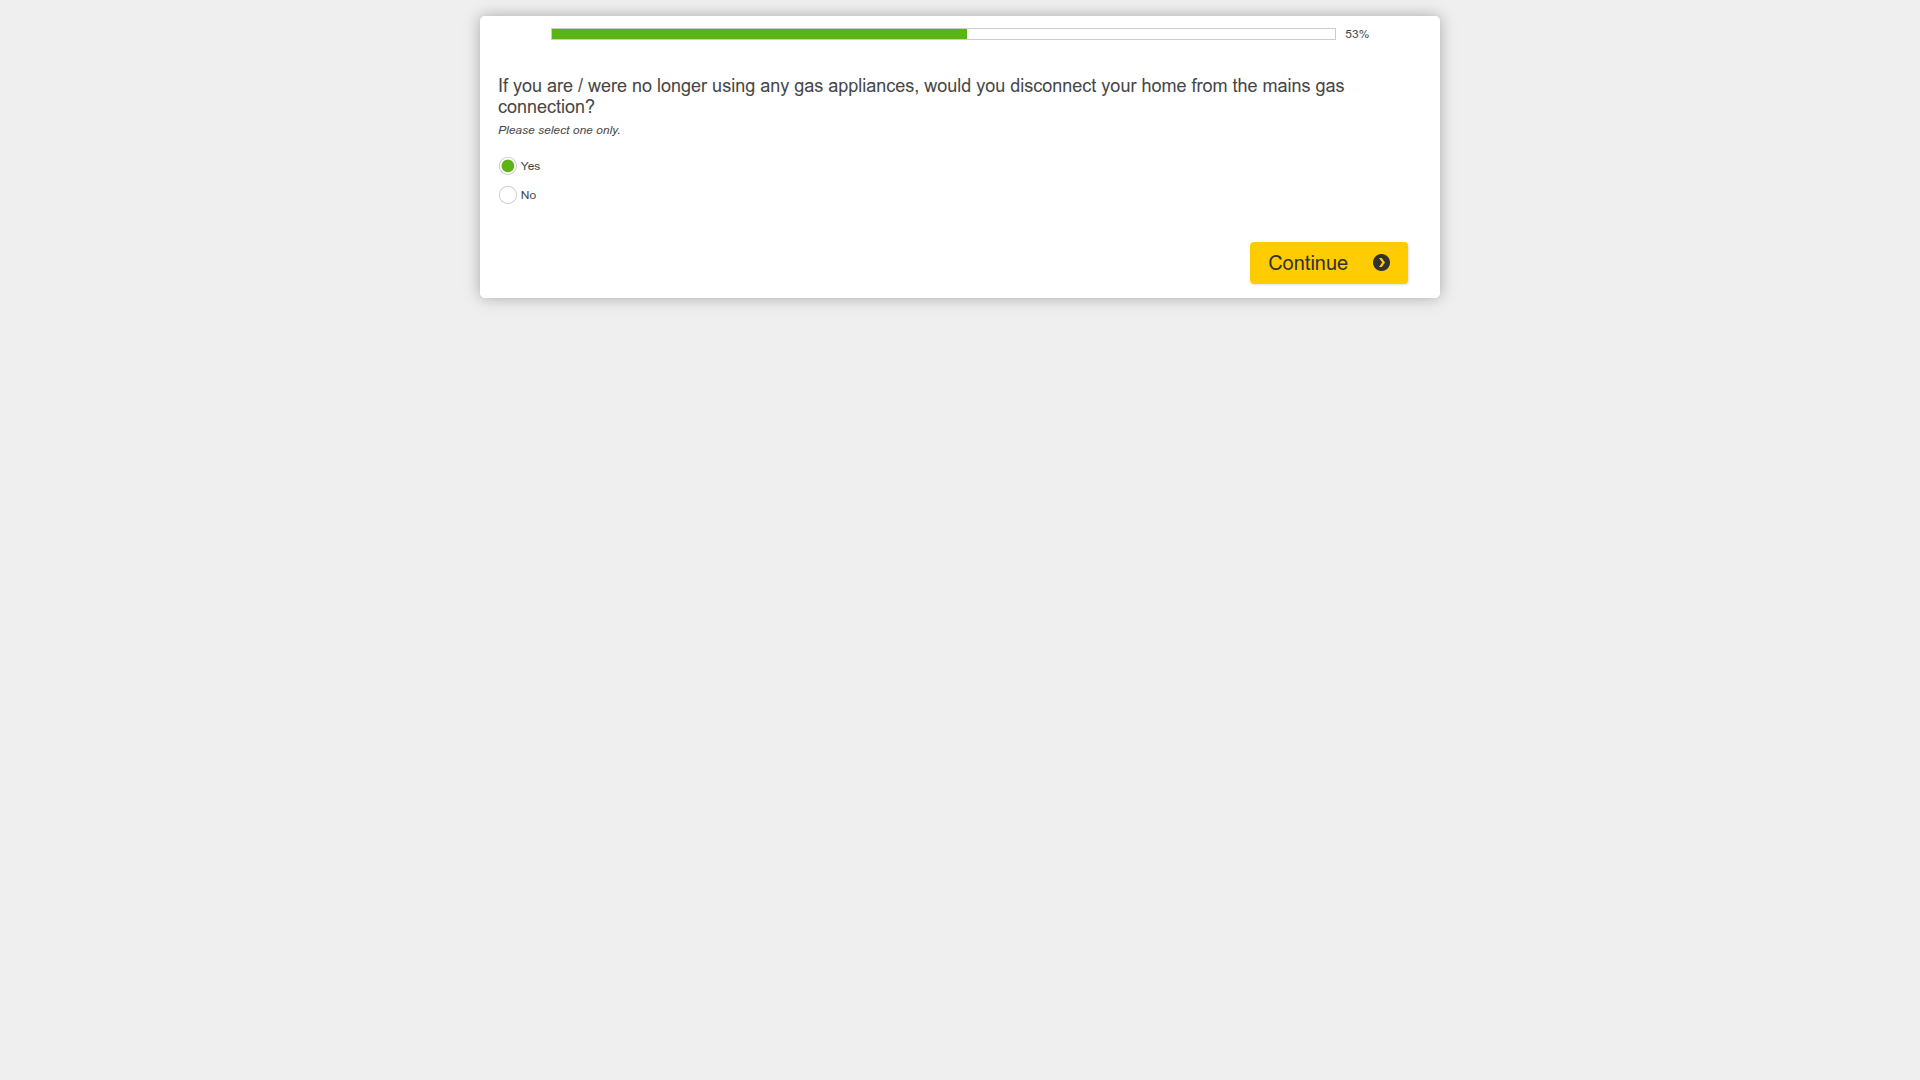 53%
If you are / were no longer using any gas appliances, would you disconnect your home from the mains gas
connection?
Please select one only.
Yes
No
Continue